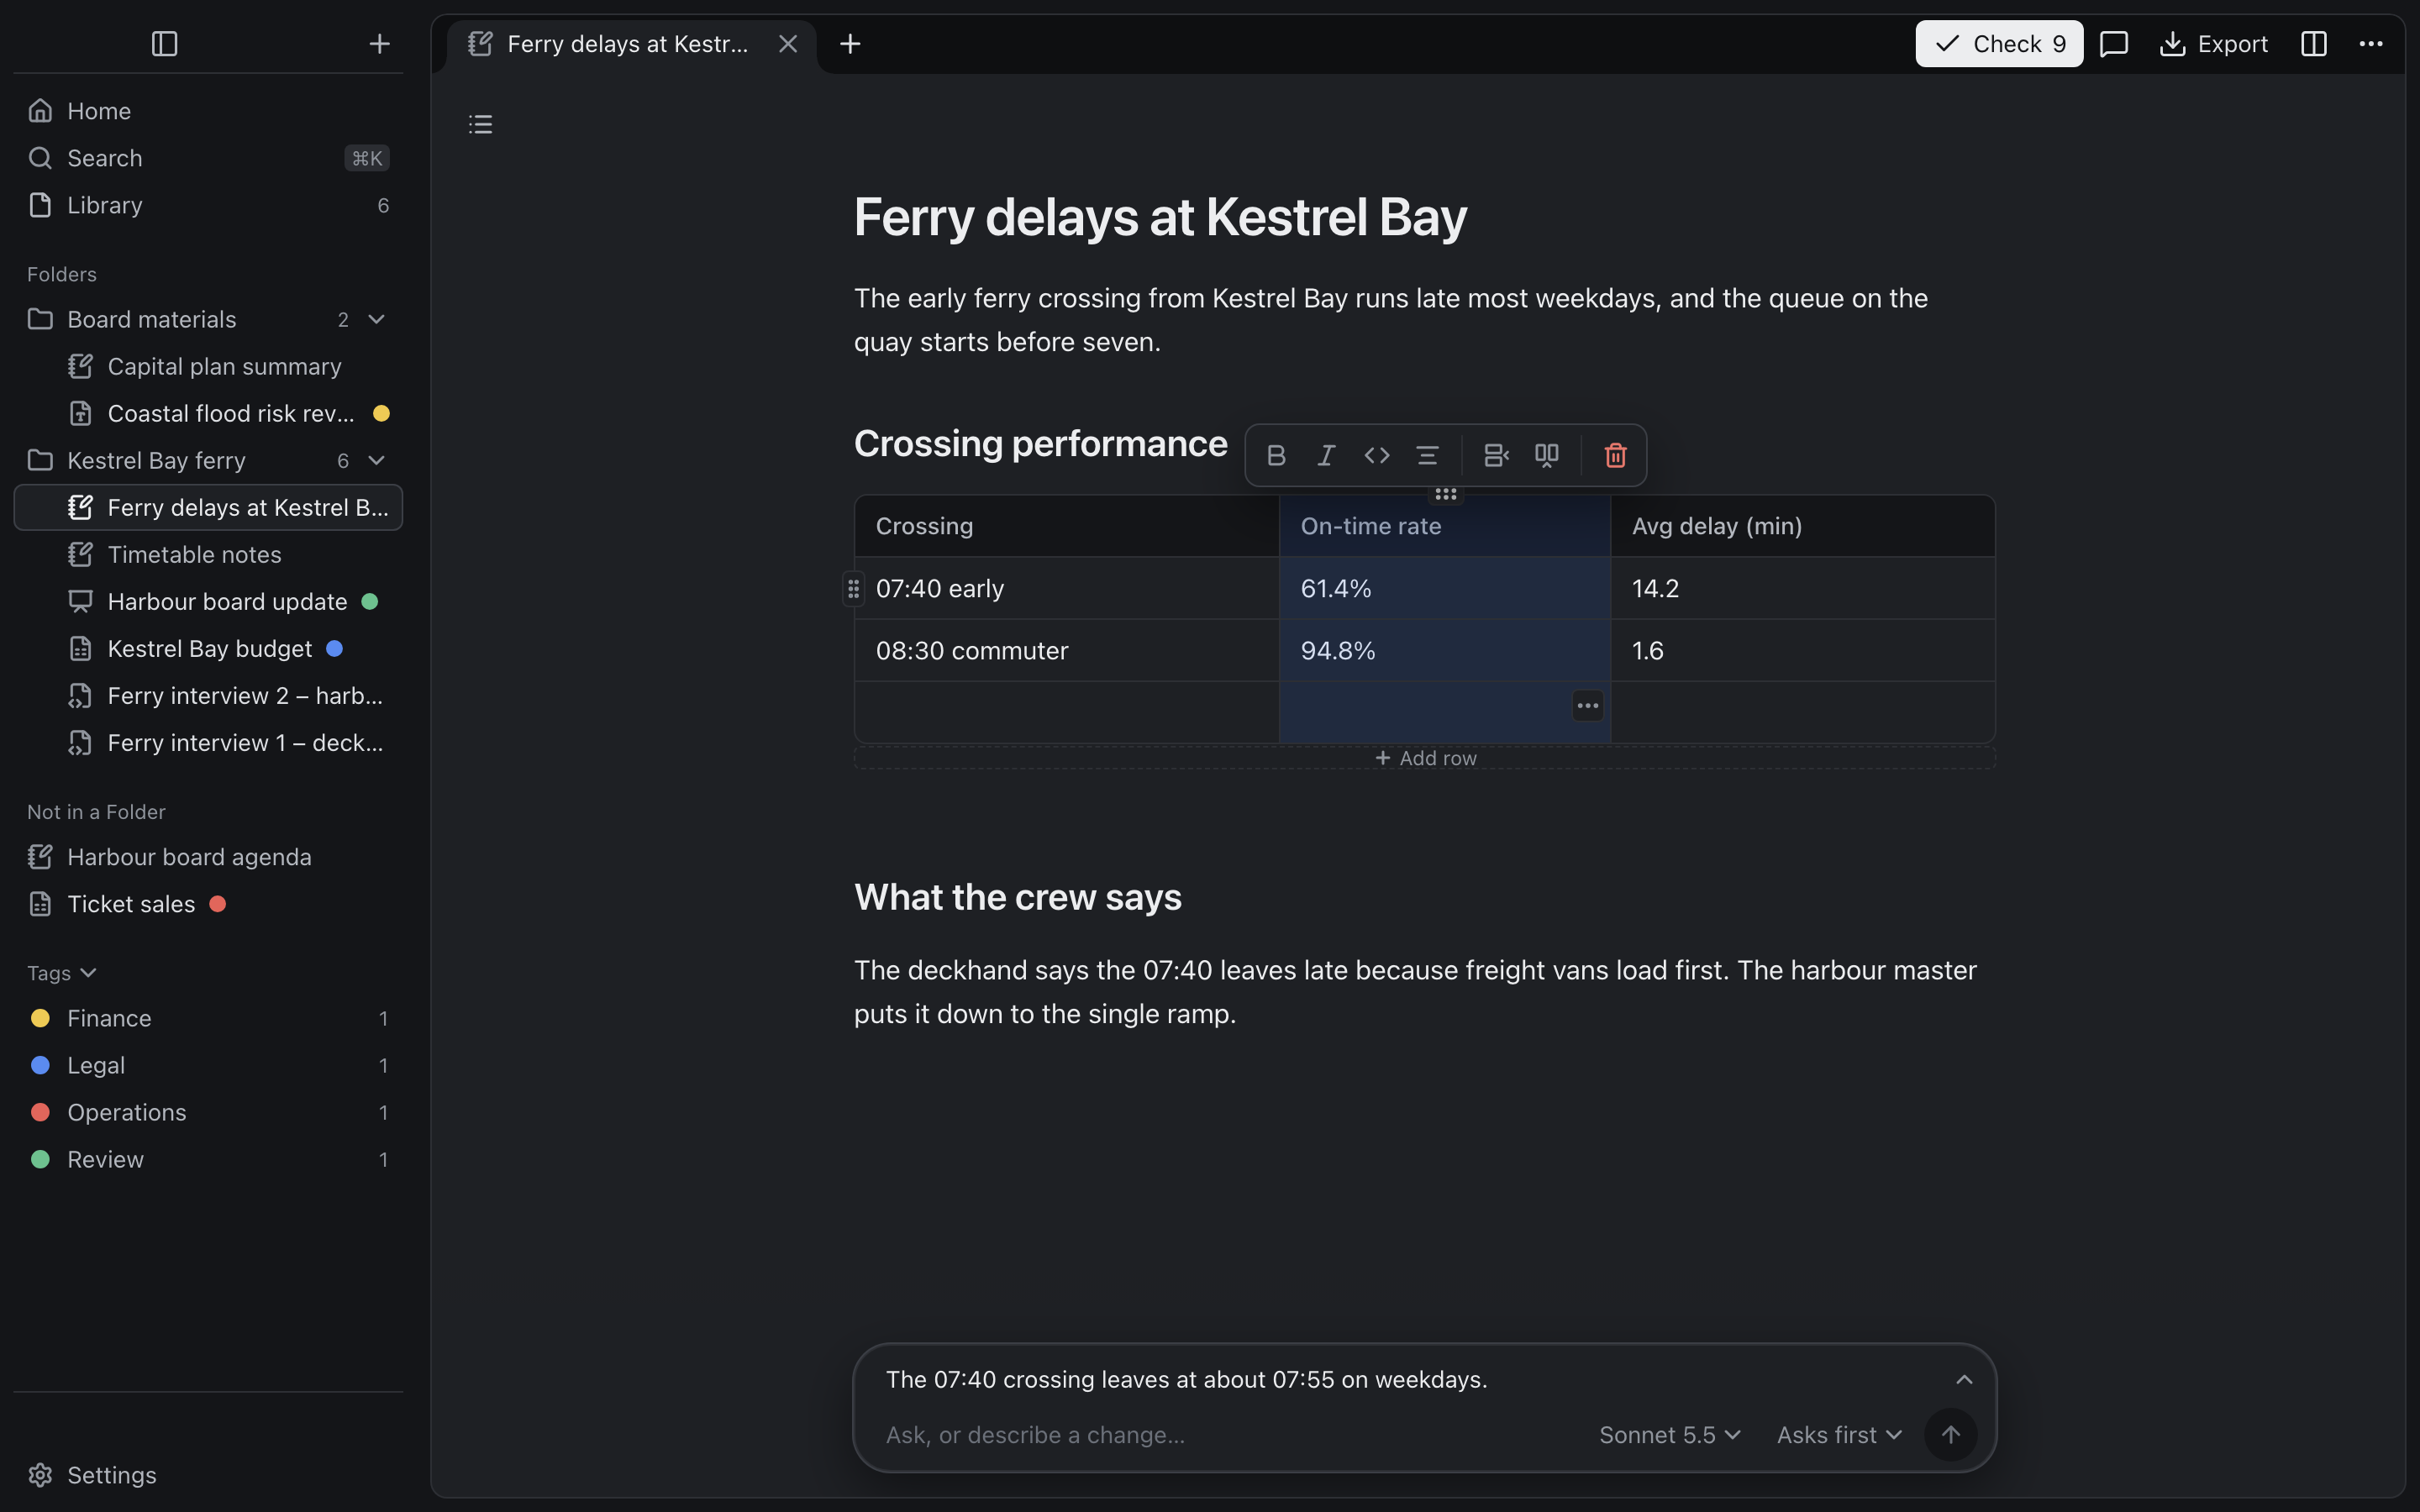 Home
Search ⌘K
Library 6
Folders
Board materials 2
Capital plan summary
Coastal flood risk rev...
Kestrel Bay ferry 6
Ferry delays at Kestrel B...
Timetable notes
Harbour board update
Kestrel Bay budget
Ferry interview 2 – harb...
Ferry interview 1 – deck...
Not in a Folder
Harbour board agenda
Ticket sales
Tags
Finance 1
Legal 1
Operations 1
Review 1
Settings
Ferry delays at Kestr...
Check 9
Export
Ferry delays at Kestrel Bay
The early ferry crossing from Kestrel Bay runs late most weekdays, and the queue on the
quay starts before seven.
Crossing performance
Crossing On-time rate Avg delay (min)
07:40 early 61.4% 14.2
08:30 commuter 94.8% 1.6
Add row
What the crew says
The deckhand says the 07:40 leaves late because freight vans load first. The harbour master
puts it down to the single ramp.
The 07:40 crossing leaves at about 07:55 on weekdays.
Ask, or describe a change... Sonnet 5.5 Asks first